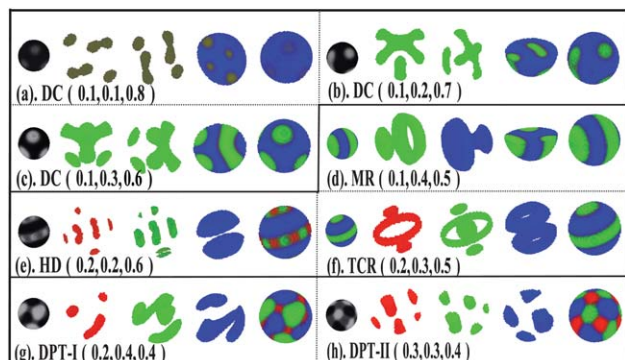 (a). DC ( 0.1,0.1,0.8 )
(b). DC ( 0.1,0.2,0.7 )
(c). DC ( 0.1,0.3,0.6 )
(d). MR ( 0.1,0.4,0.5 )
(e). HD ( 0.2,0.2,0.6 )
(f). TCR ( 0.2,0.3,0.5 )
(g). DPT-I ( 0.2,0.4,0.4 )
(h). DPT-II ( 0.3,0.3,0.4 )